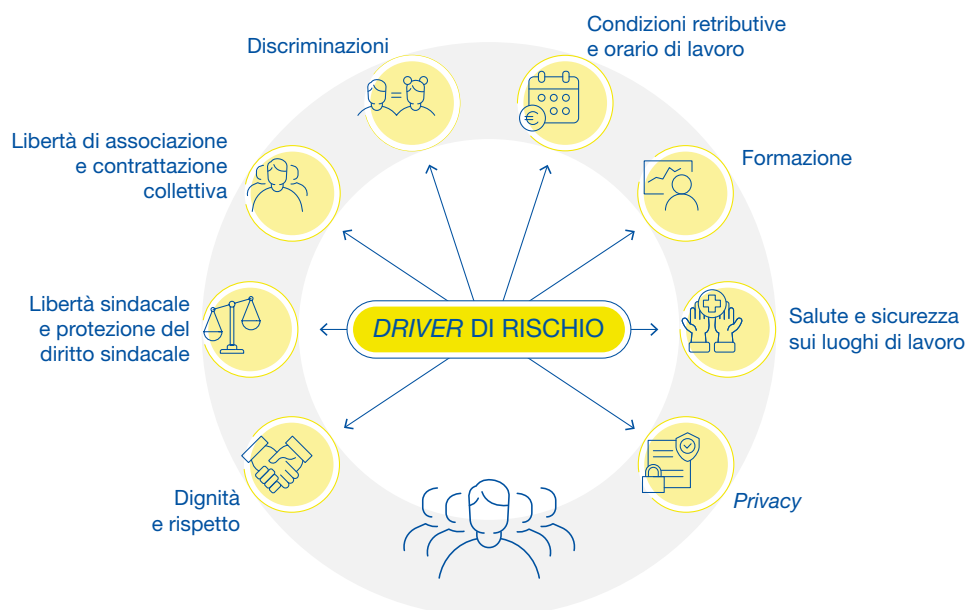 Condizioni retributive
e orario di lavoro
Discriminazioni
Libertà di associazione
e contrattazione
collettiva
Formazione
€
Libertà sindacale
e protezione del
diritto sindacale
DRIVER DI RISCHIO
Salute e sicurezza
sui luoghi di lavoro
Dignità
e rispetto
Privacy